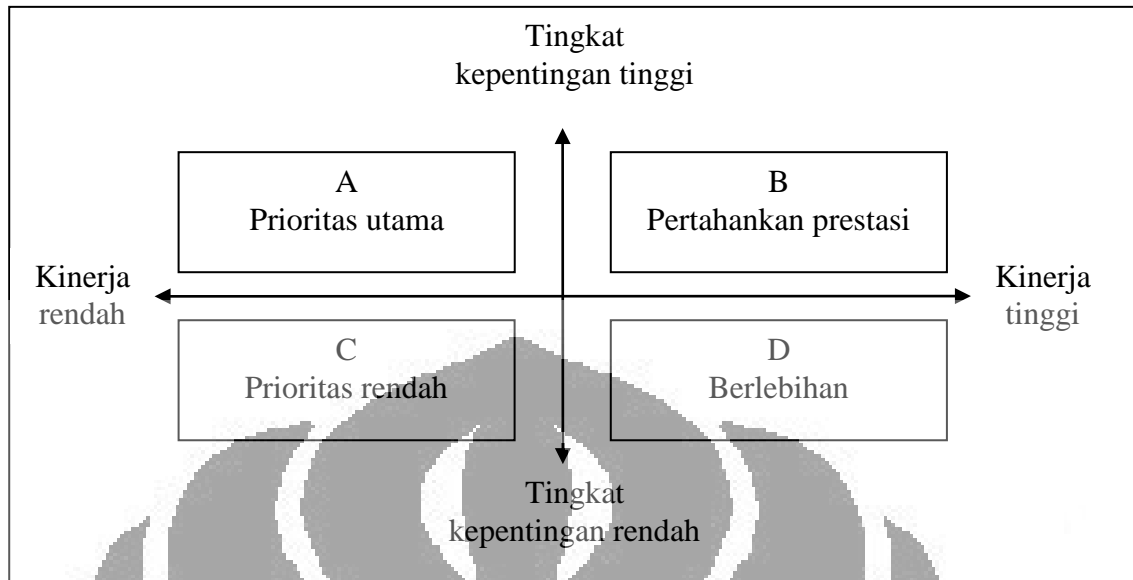 Tingkat
kepentingan tinggi
A
Prioritas utama
B
Pertahankan prestasi
Kinerja
rendah
Kinerja
tinggi
C
Prioritas rendah
D
Berlebihan
Tingkat
kepentingan rendah